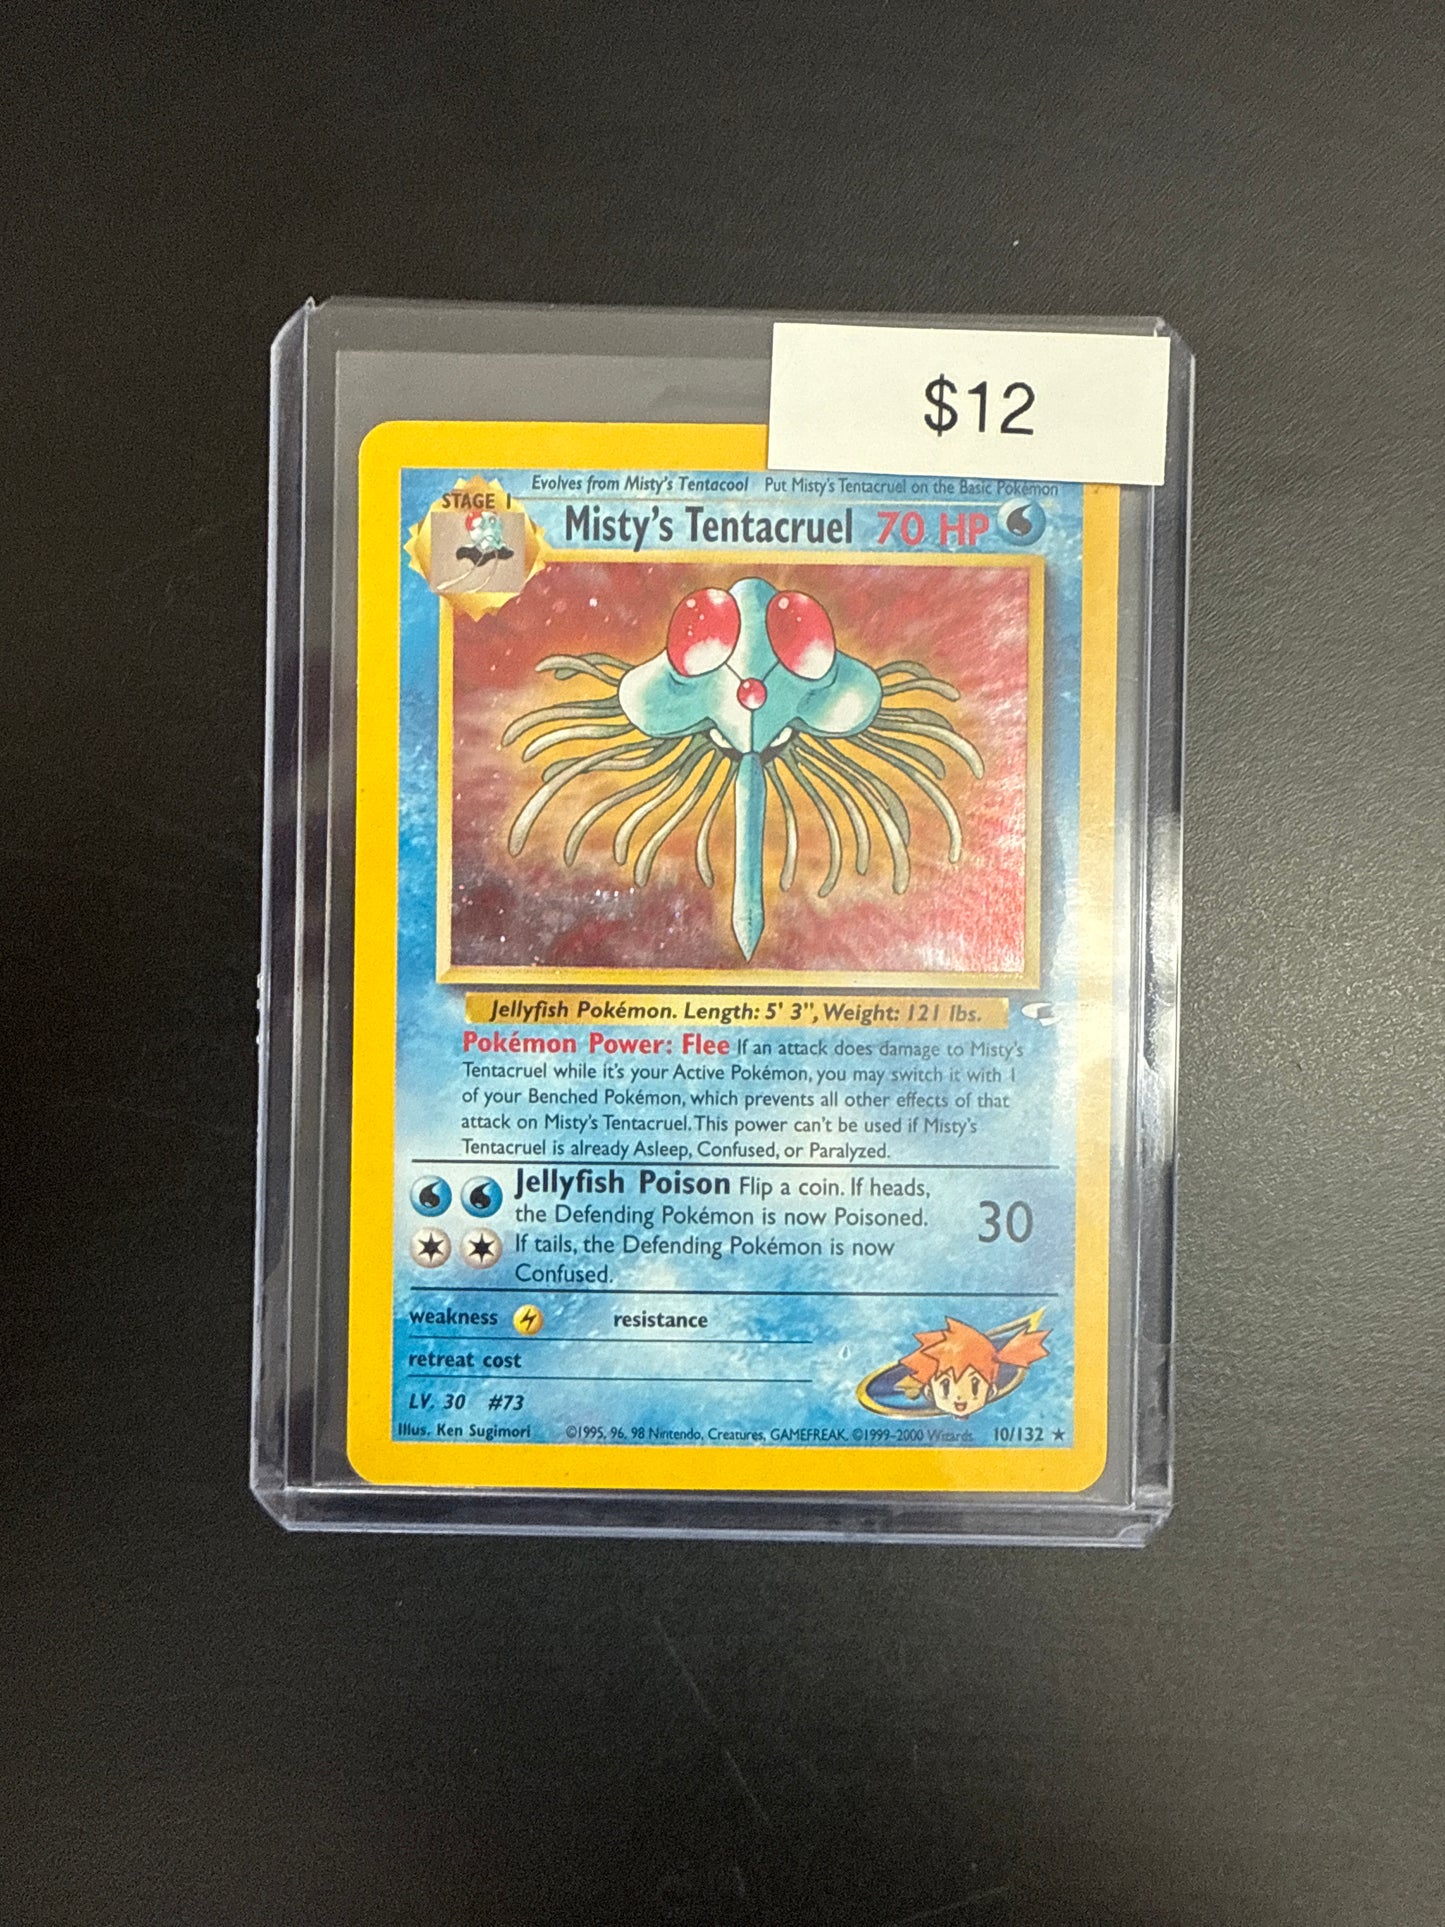 $12
Evolves from Misty's Tentacool Put Misty's Tentacruel on the Basic Pokémon
STAGE 1
Misty's Tentacruel 70 HP
Jellyfish Pokémon. Length: 5' 3", Weight: 121 lbs.
Pokémon Power: Flee If an attack does damage to Misty's
Tentacruel while it's your Active Pokémon, you may switch it with 1
of your Benched Pokémon, which prevents all other effects of that
attack on Misty's Tentacruel. This power can't be used if Misty's
Tentacruel is already Asleep, Confused, or Paralyzed.
Jellyfish Poison Flip a coin. If heads,
the Defending Pokémon is now Poisoned.
If tails, the Defending Pokémon is now
Confused.
30
weakness resistance
retreat cost
LV. 30 #73
Illus. Ken Sugimori ©1995, 96, 98 Nintendo, Creatures, GAMEFREAK. ©1999-2000 Wizards. 10/132 ★